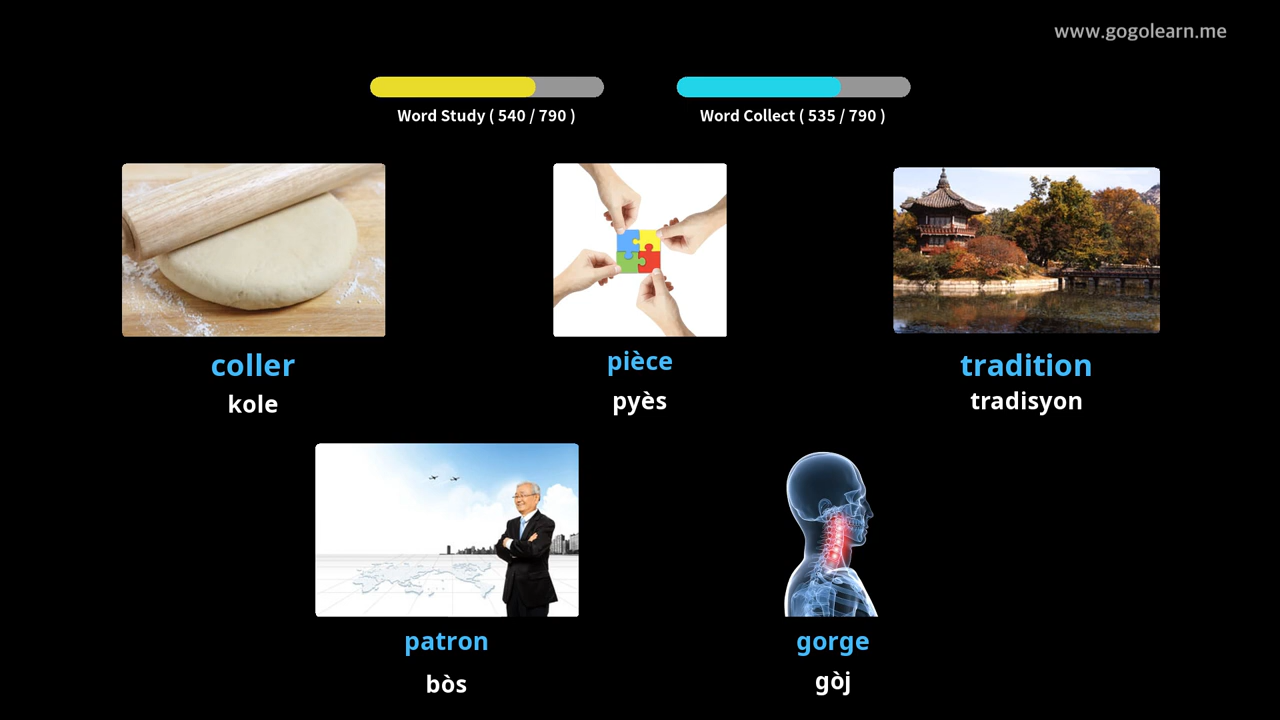 www.gogolearn.me
Word Study ( 540 / 790 )
Word Collect ( 535 / 790 )
coller
kole
pièce
pyès
tradition
tradisyon
patron
bòs
gorge
gòj